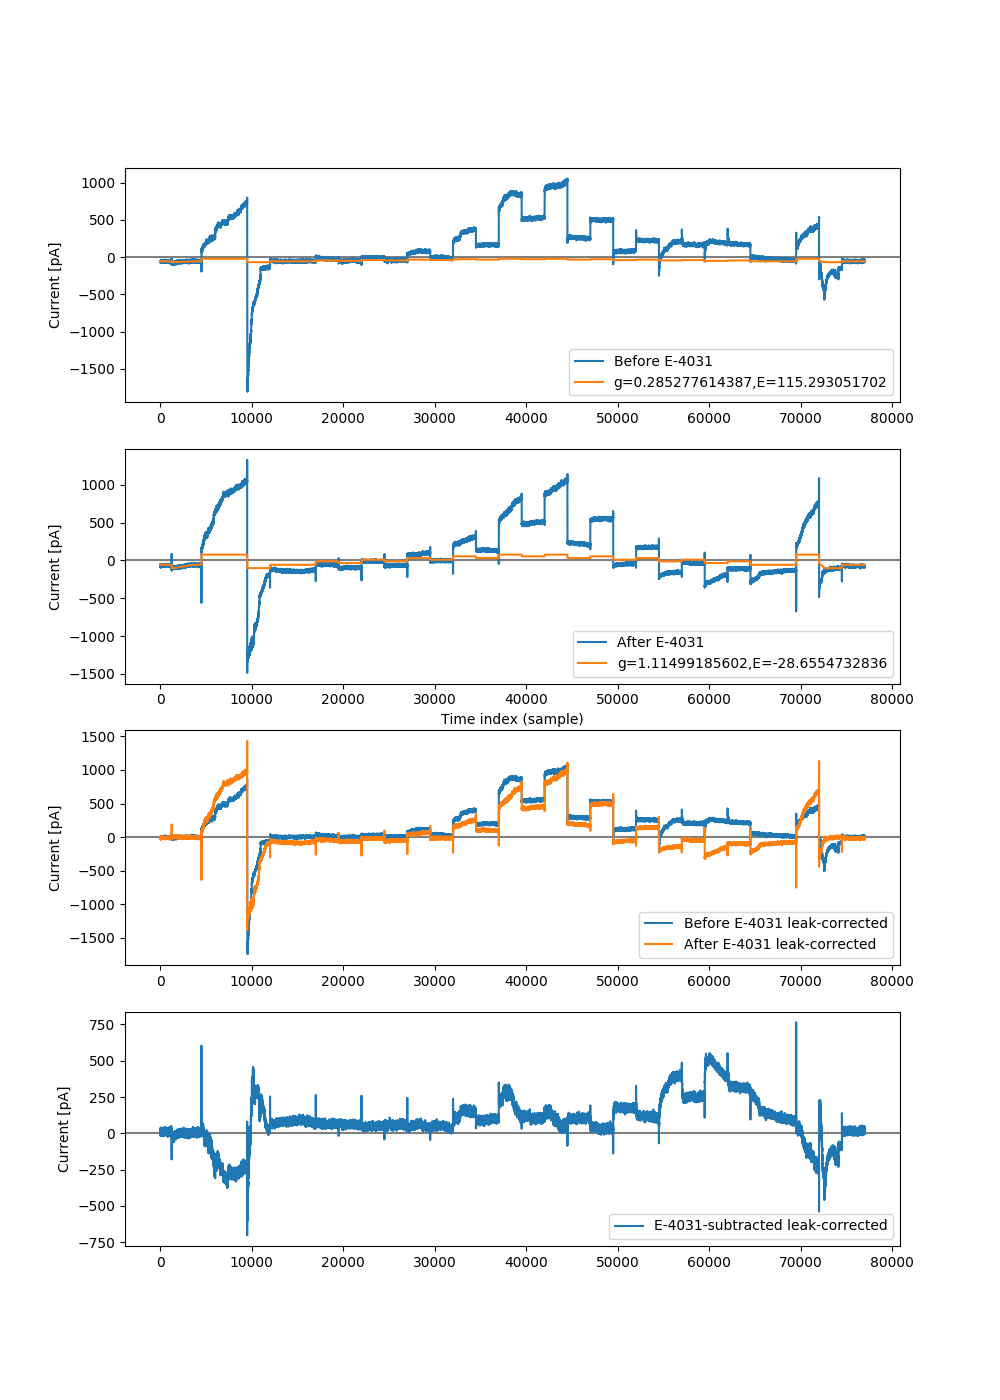 1000
500
0
−500
−1000
−1500
Current [pA]
Before E-4031
g=0.285277614387,E=115.293051702
0 10000 20000 30000 40000 50000 60000 70000 80000
1000
500
0
−500
−1000
−1500
Current [pA]
After E-4031
g=1.11499185602,E=-28.6554732836
0 10000 20000 30000 40000 50000 60000 70000 80000
Time index (sample)
1500
1000
500
0
−500
−1000
−1500
Current [pA]
Before E-4031 leak-corrected
After E-4031 leak-corrected
0 10000 20000 30000 40000 50000 60000 70000 80000
750
500
250
0
−250
−500
−750
Current [pA]
E-4031-subtracted leak-corrected
0 10000 20000 30000 40000 50000 60000 70000 80000